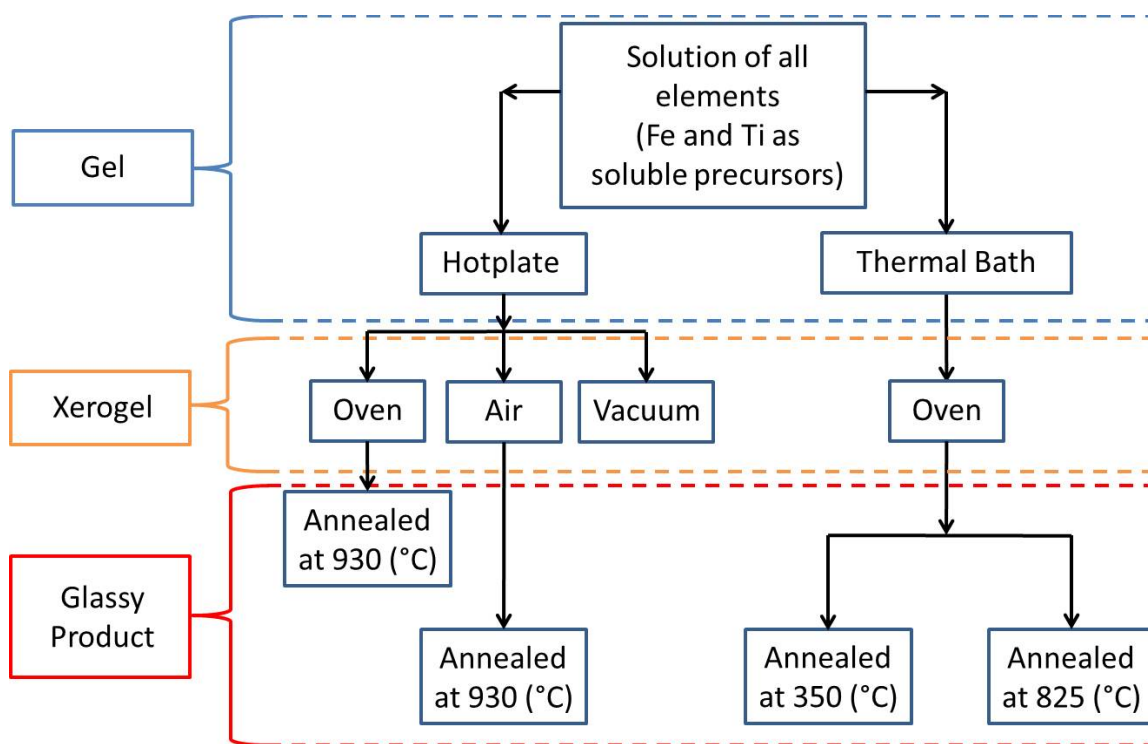 Solution of all
elements
(Fe and Ti as
soluble precursors)
Gel
Hotplate
Thermal Bath
Xerogel
Oven
Air
Vacuum
Oven
Annealed
at 930 (°C)
Glassy
Product
Annealed
at 930 (°C)
Annealed
at 350 (°C)
Annealed
at 825 (°C)